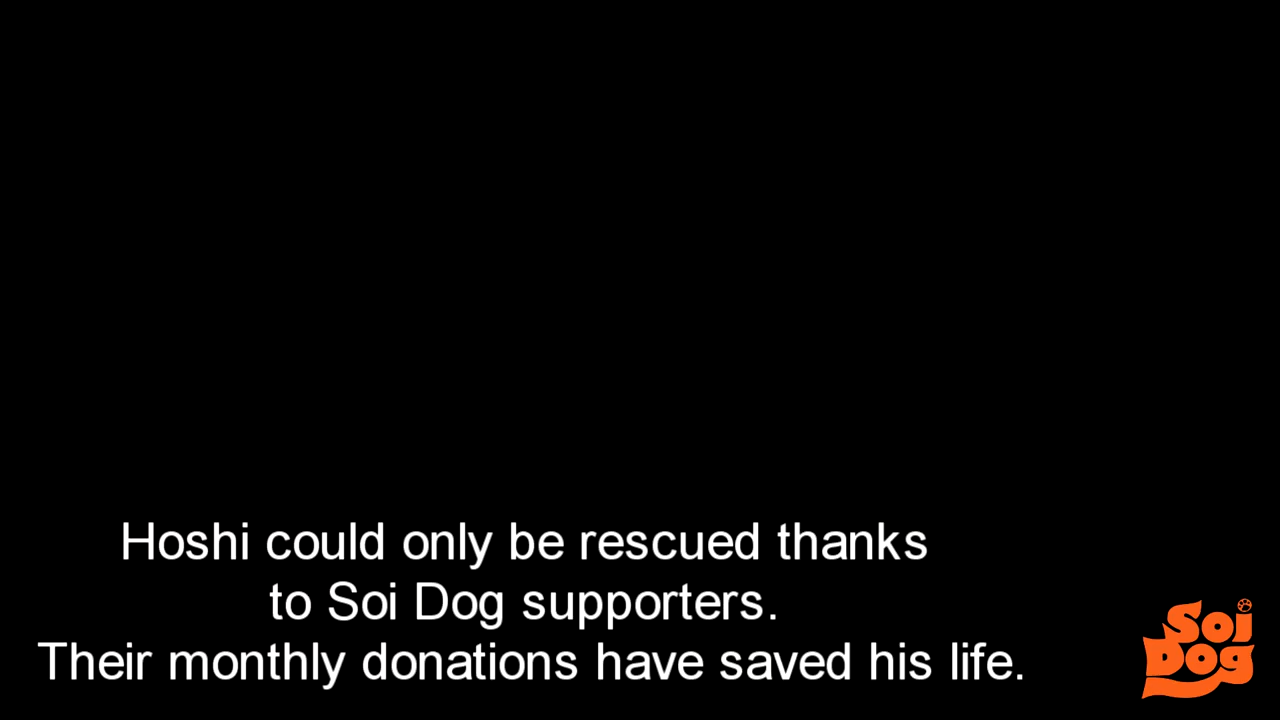 Hoshi could only be rescued thanks
to Soi Dog supporters.
Their monthly donations have saved his life.
Soi
Dog